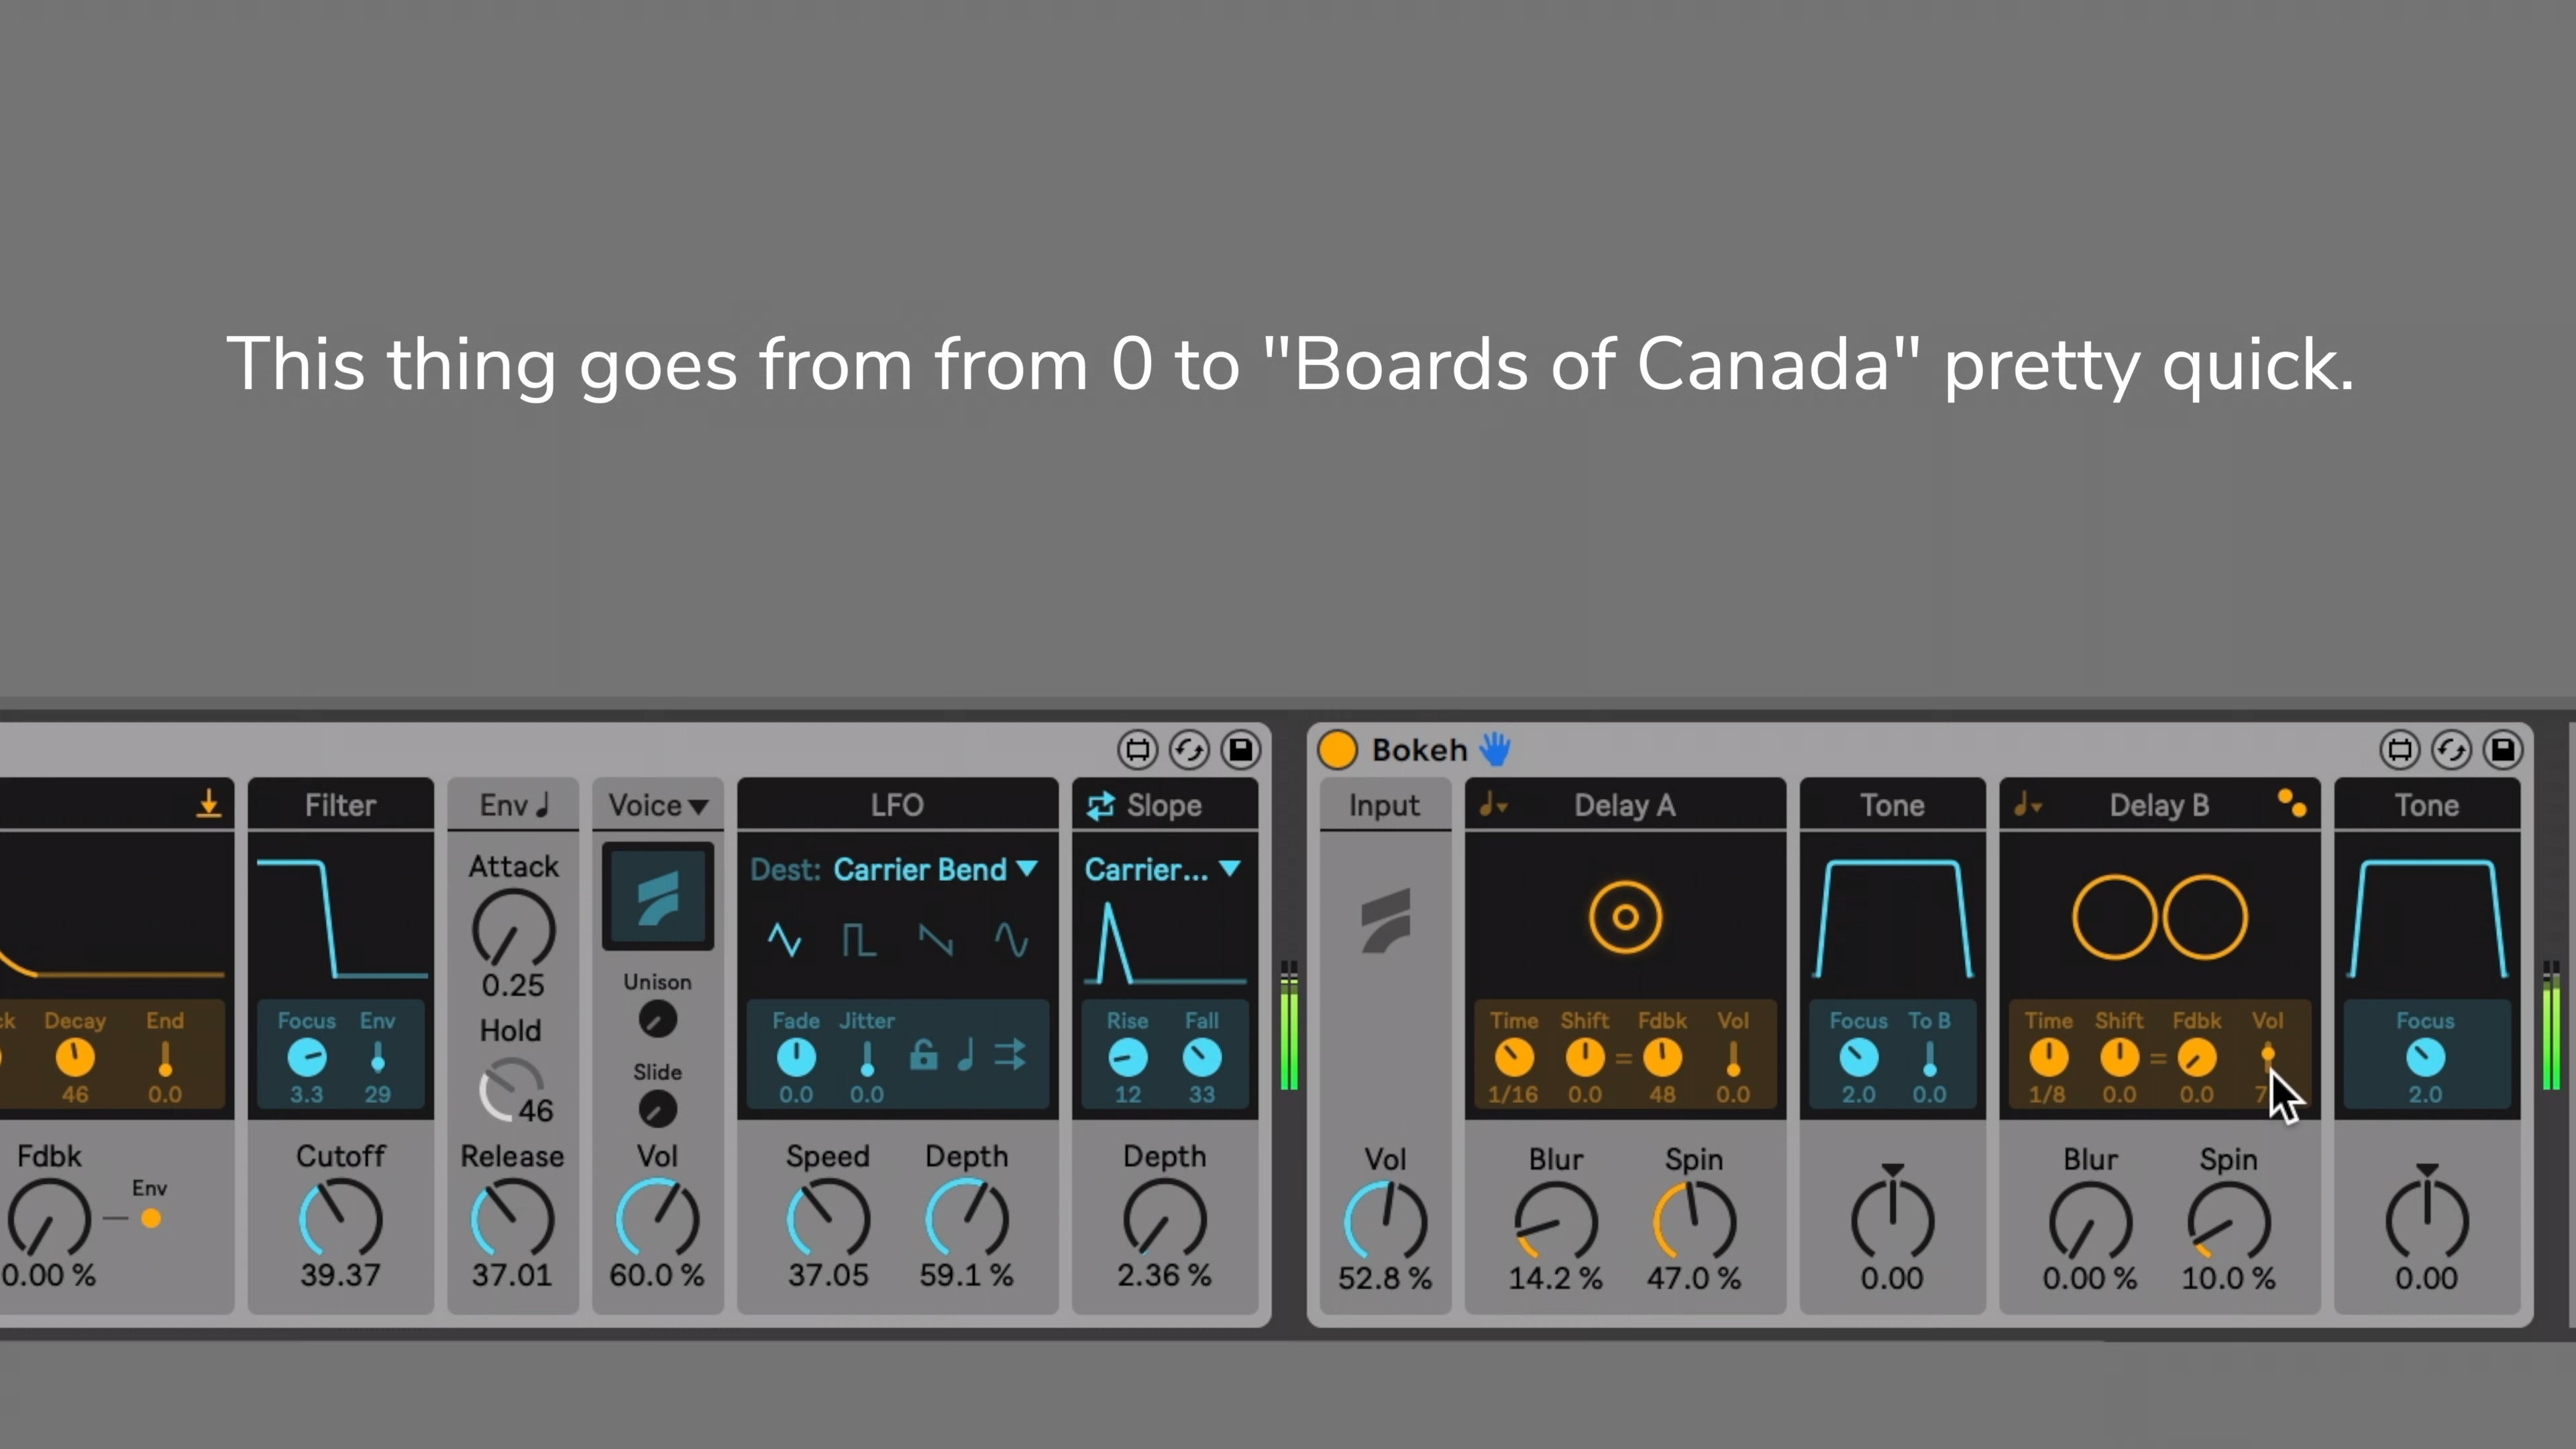 This thing goes from from 0 to "Boards of Canada" pretty quick.
Bokeh
Filter
Env
Voice
LFO
Slope
Input
Delay A
Tone
Delay B
Tone
Attack
0.25
Hold
46
Dest: Carrier Bend
Carrier...
Unison
Slide
Decay End
46 0.0
Focus Env
3.3 29
Fade Jitter
0.0 0.0
Rise Fall
12 33
Time Shift Fdbk Vol
1/16 0.0 = 48 0.0
Focus To B
2.0 0.0
Time Shift Fdbk Vol
1/8 0.0 = 0.0
Focus
2.0
Fdbk
0.00 %
Env
Cutoff
39.37
Release
37.01
Vol
60.0 %
Speed Depth
37.05 59.1 %
Depth
2.36 %
Vol
52.8 %
Blur Spin
14.2 % 47.0 %
0.00
Blur Spin
0.00 % 10.0 %
0.00